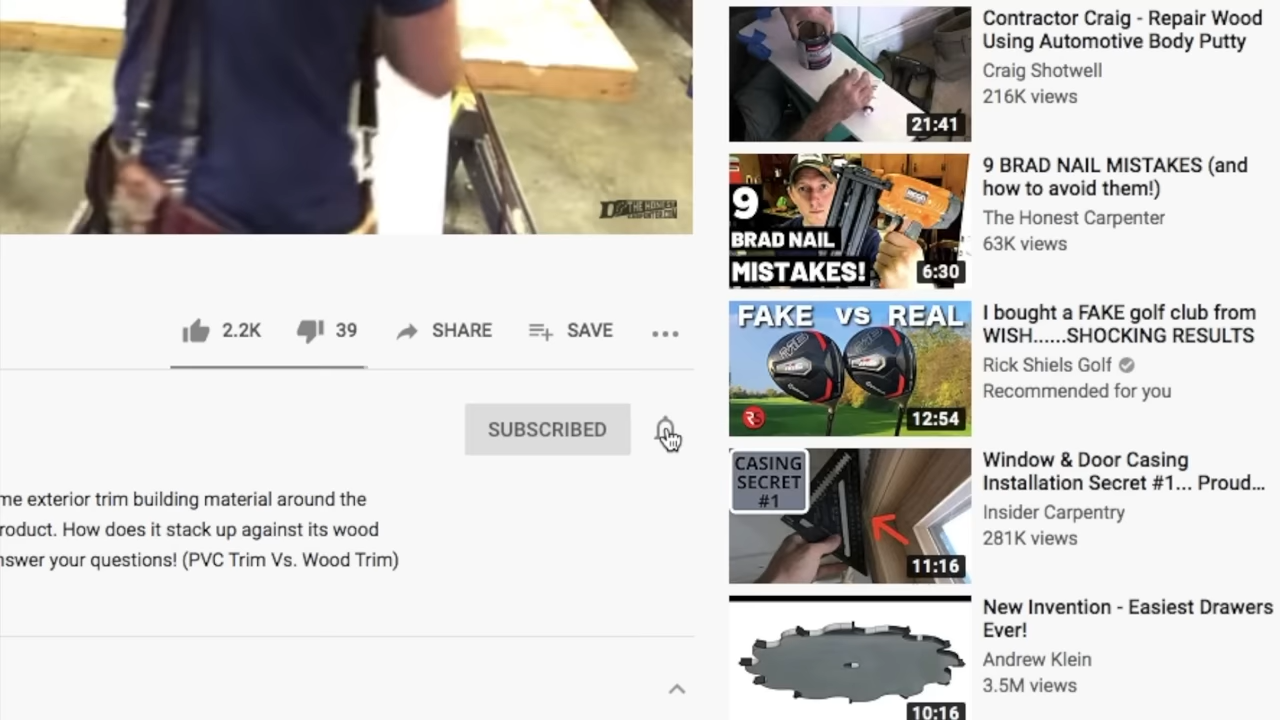 THE HONEST
2.2K
39
SHARE
SAVE
SUBSCRIBED
me exterior trim building material around the
roduct. How does it stack up against its wood
nswer your questions! (PVC Trim Vs. Wood Trim)
21:41
Contractor Craig - Repair Wood
Using Automotive Body Putty
Craig Shotwell
216K views
9
BRAD NAIL
MISTAKES!
6:30
9 BRAD NAIL MISTAKES (and
how to avoid them!)
The Honest Carpenter
63K views
FAKE vs REAL
RS
12:54
I bought a FAKE golf club from
WISH......SHOCKING RESULTS
Rick Shiels Golf
Recommended for you
CASING
SECRET
#1
11:16
Window & Door Casing
Installation Secret #1... Proud...
Insider Carpentry
281K views
10:16
New Invention - Easiest Drawers
Ever!
Andrew Klein
3.5M views